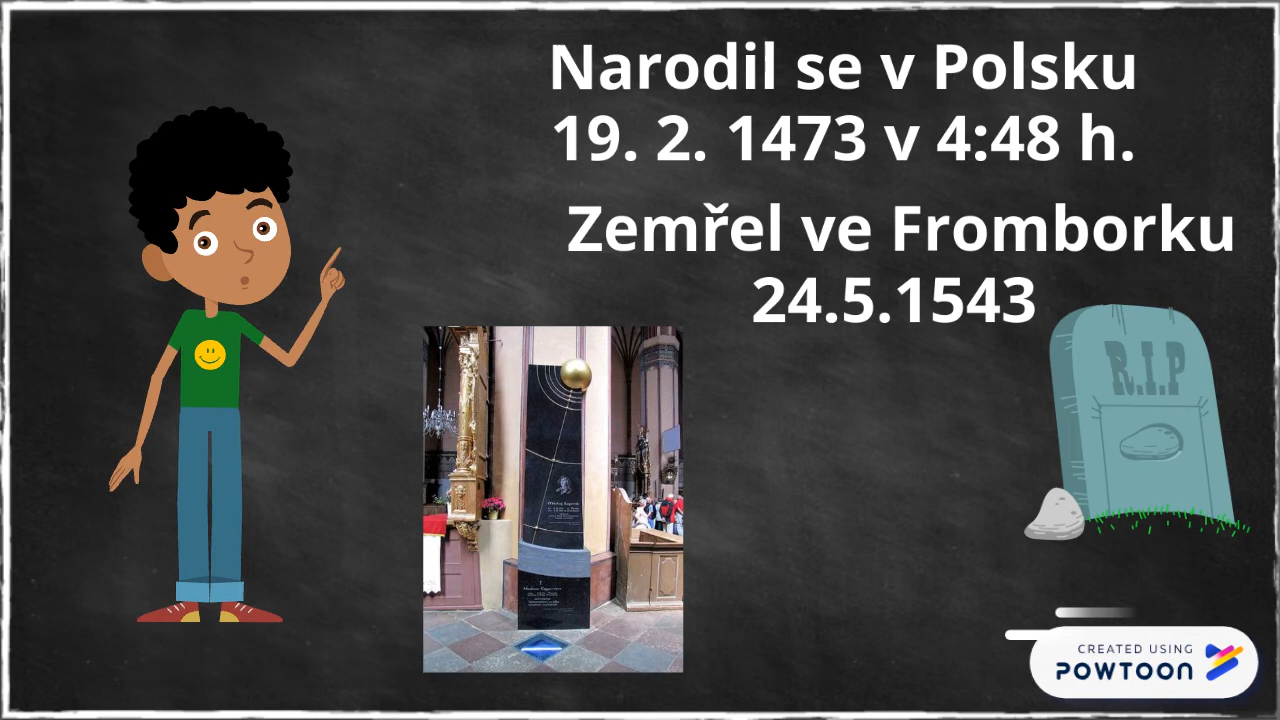 Narodil se v Polsku
19. 2. 1473 v 4:48 h.
Zemřel ve Fromborku
24.5.1543
R.I.P
CREATED USING
POWTOON